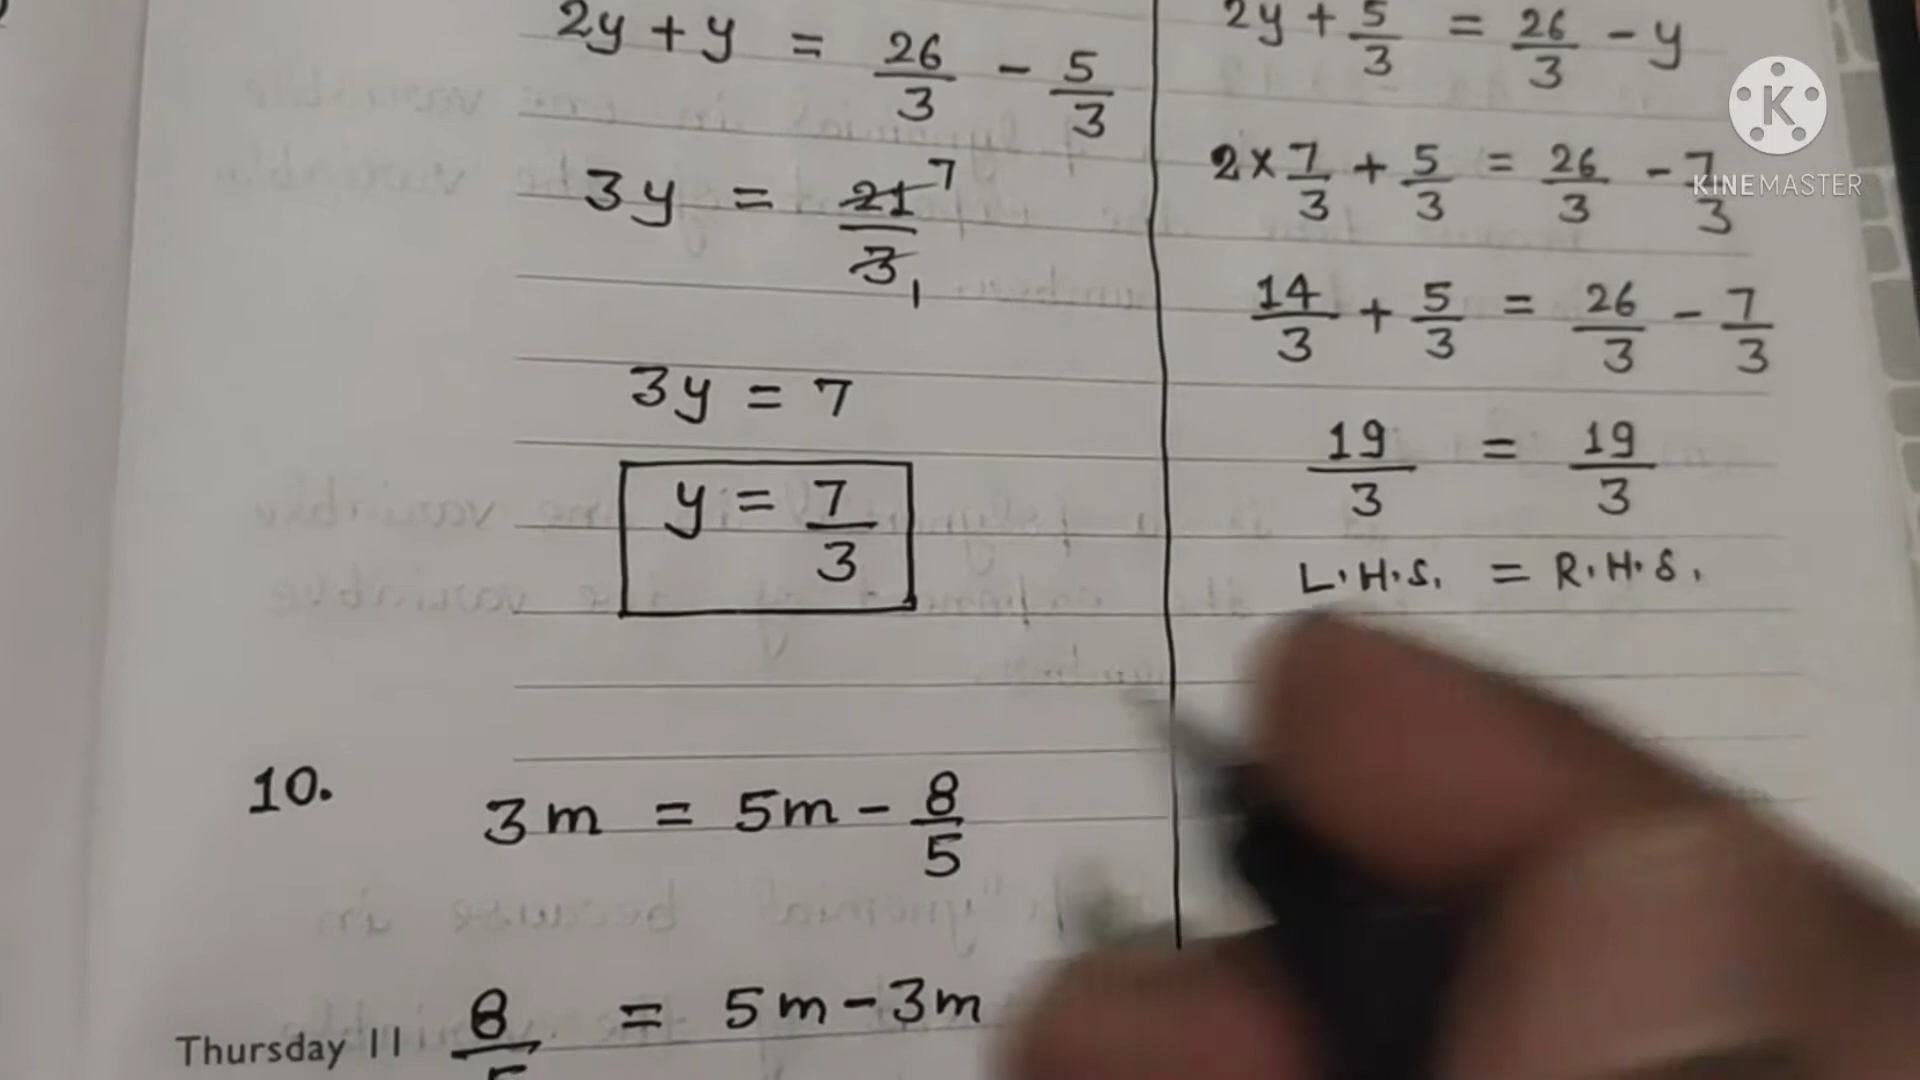 2y + y = 26/3 - 5/3
3y = 21/3 7 1
3y = 7
y = 7/3
2y + 5/3 = 26/3 - y
2 × 7/3 + 5/3 = 26/3 - 7/3
14/3 + 5/3 = 26/3 - 7/3
19/3 = 19/3
L.H.S. = R.H.S.
10. 3m = 5m - 8/5
8/5 = 5m - 3m
Thursday 11
K
KINEMASTER